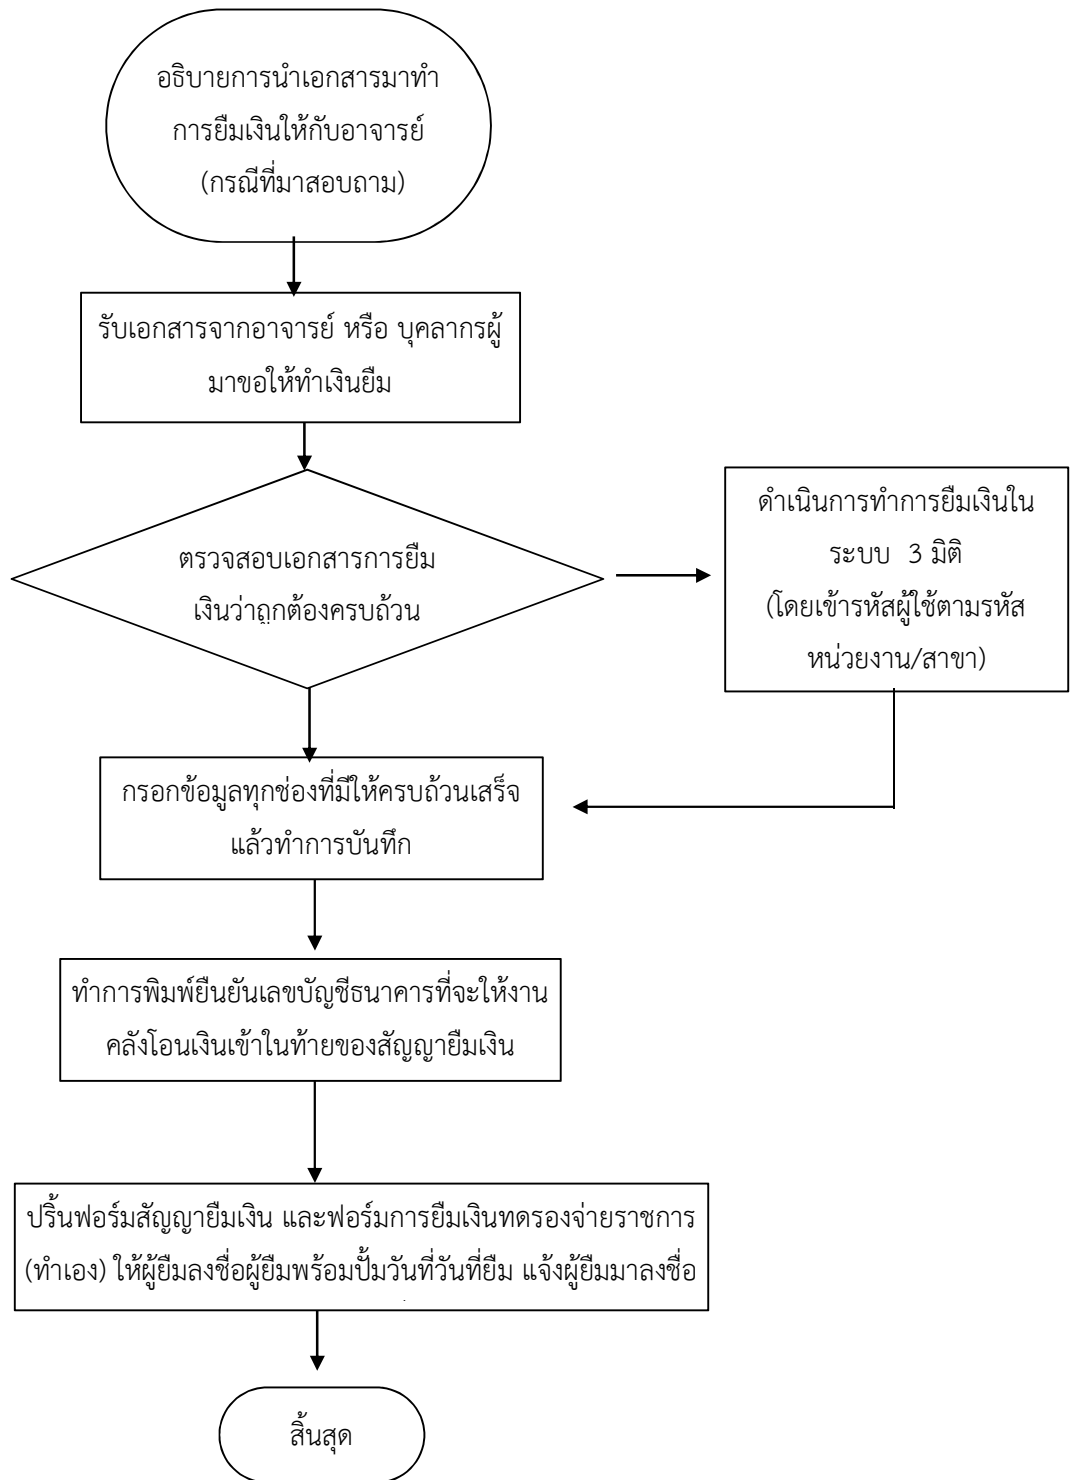 อธิบายการนำเอกสารมาทำ
การยืมเงินให้กับอาจารย์
(กรณีที่มาสอบถาม)
รับเอกสารจากอาจารย์ หรือ บุคลากรผู้
มาขอให้ทำเงินยืม
ตรวจสอบเอกสารการยืม
เงินว่าถูกต้องครบถ้วน
ดำเนินการทำการยืมเงินใน
ระบบ 3 มิติ
(โดยเข้ารหัสผู้ใช้ตามรหัส
หน่วยงาน/สาขา)
กรอกข้อมูลทุกช่องที่มีให้ครบถ้วนเสร็จ
แล้วทำการบันทึก
ทำการพิมพ์ยืนยันเลขบัญชีธนาคารที่จะให้งาน
คลังโอนเงินเข้าในท้ายของสัญญายืมเงิน
ปริ้นฟอร์มสัญญายืมเงิน และฟอร์มการยืมเงินทดรองจ่ายราชการ
(ทำเอง) ให้ผู้ยืมลงชื่อผู้ยืมพร้อมปั้มวันที่วันที่ยืม แจ้งผู้ยืมมาลงชื่อ
สิ้นสุด